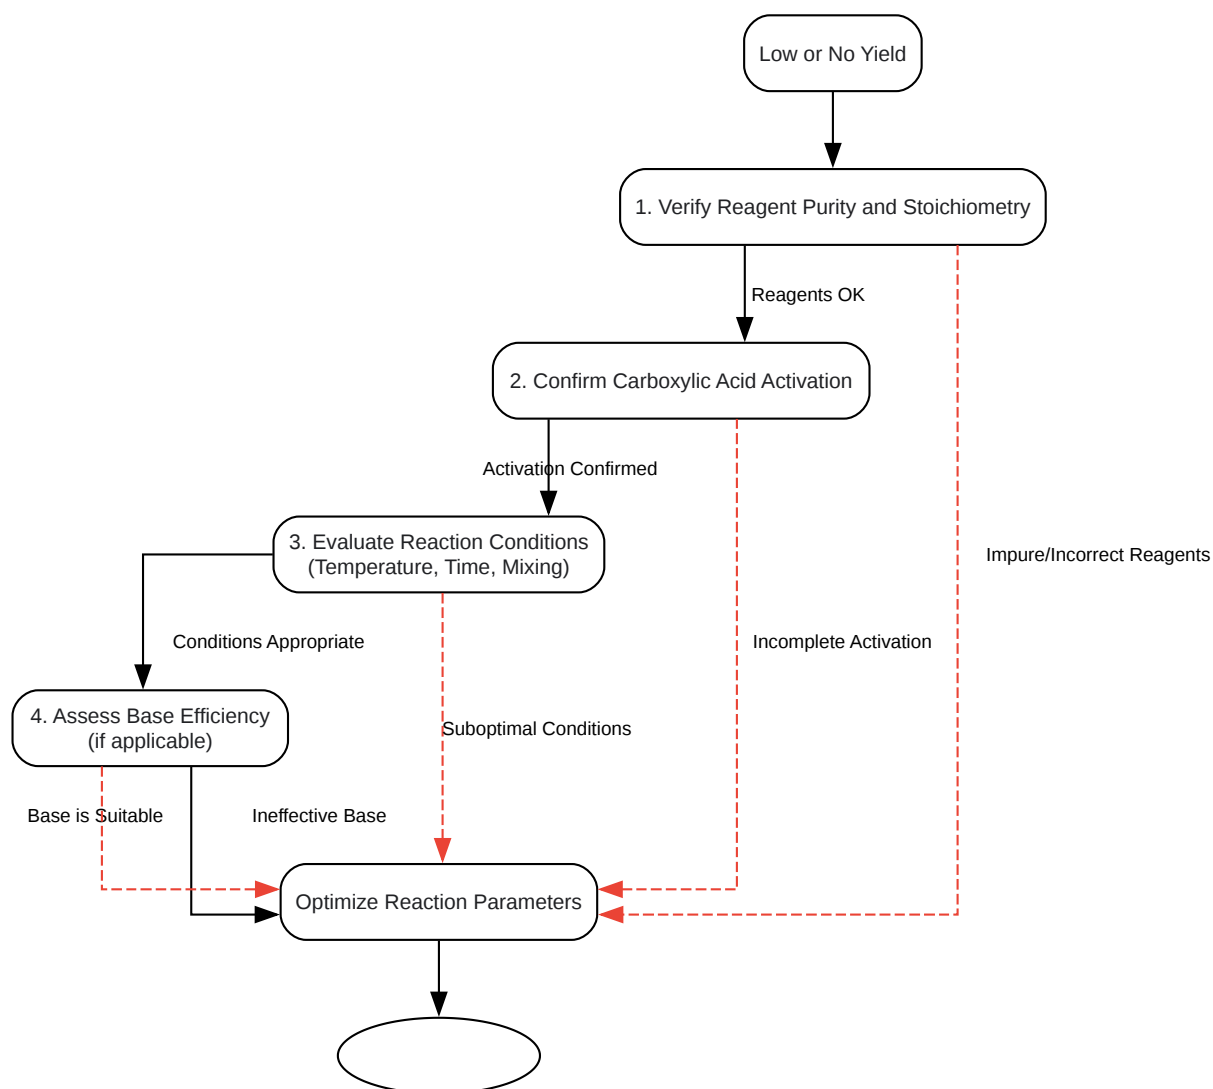 Low or No Yield
1. Verify Reagent Purity and Stoichiometry
Reagents OK
2. Confirm Carboxylic Acid Activation
Activation Confirmed
3. Evaluate Reaction Conditions
(Temperature, Time, Mixing)
Impure/Incorrect Reagents
Conditions Appropriate
Incomplete Activation
4. Assess Base Efficiency
(if applicable)
Suboptimal Conditions
Base is Suitable
Ineffective Base
Optimize Reaction Parameters